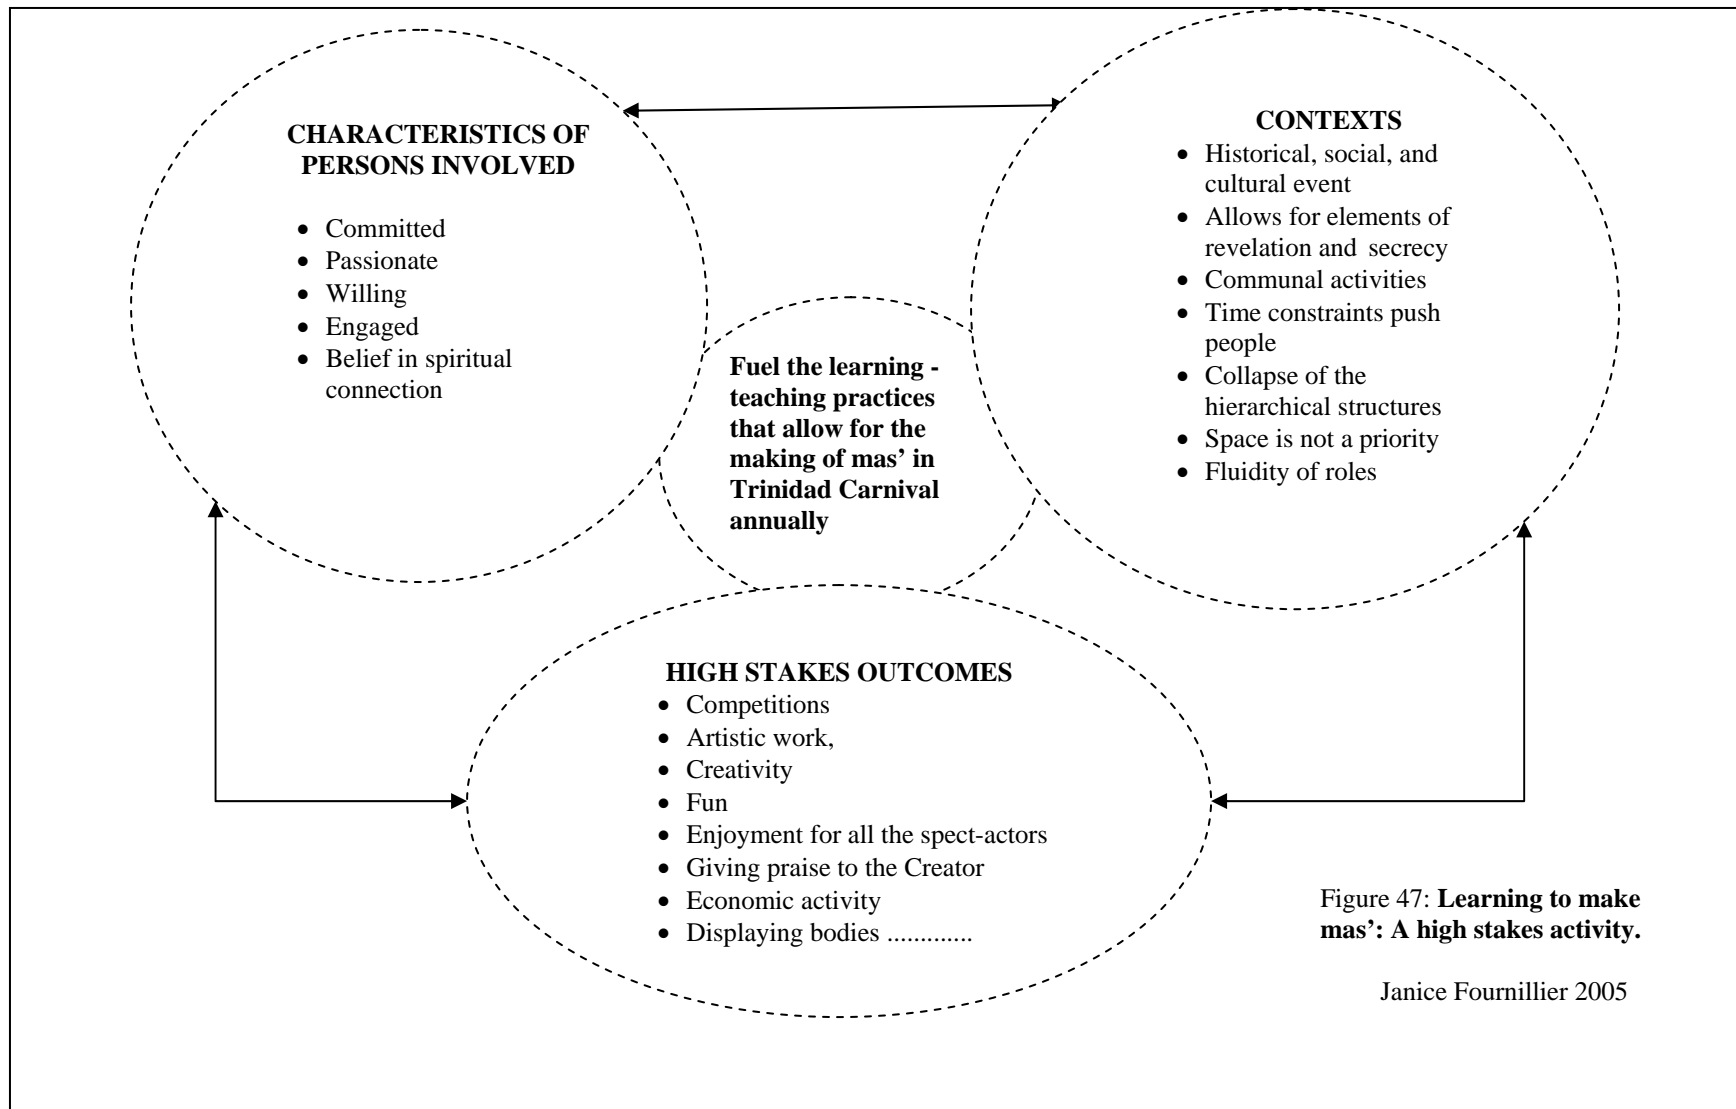 CHARACTERISTICS OF
PERSONS INVOLVED
• Committed
• Passionate
• Willing
• Engaged
• Belief in spiritual
connection
CONTEXTS
• Historical, social, and
cultural event
• Allows for elements of
revelation and secrecy
• Communal activities
• Time constraints push
people
• Collapse of the
hierarchical structures
• Space is not a priority
• Fluidity of roles
Fuel the learning -
teaching practices
that allow for the
making of mas’ in
Trinidad Carnival
annually
HIGH STAKES OUTCOMES
• Competitions
• Artistic work,
• Creativity
• Fun
• Enjoyment for all the spect-actors
• Giving praise to the Creator
• Economic activity
• Displaying bodies .............
Figure 47: Learning to make
mas’: A high stakes activity.
Janice Fournillier 2005